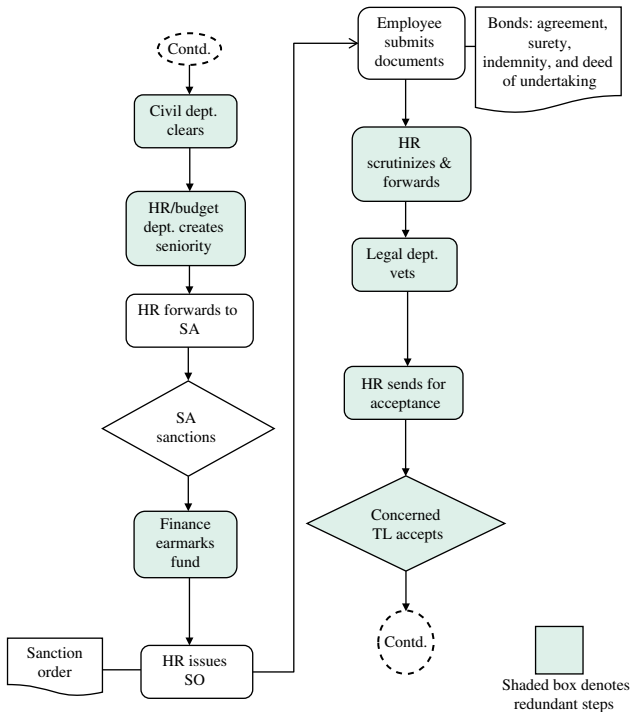 Contd.
Civil dept.
clears
HR/budget
dept. creates
seniority
HR forwards to
SA
SA
sanctions
Finance
earmarks
fund
Sanction
order
HR issues
SO
Employee
submits
documents
Bonds: agreement,
surety,
indemnity, and deed
of undertaking
HR
scrutinizes &
forwards
Legal dept.
vets
HR sends for
acceptance
Concerned
TL accepts
Contd.
Shaded box denotes
redundant steps